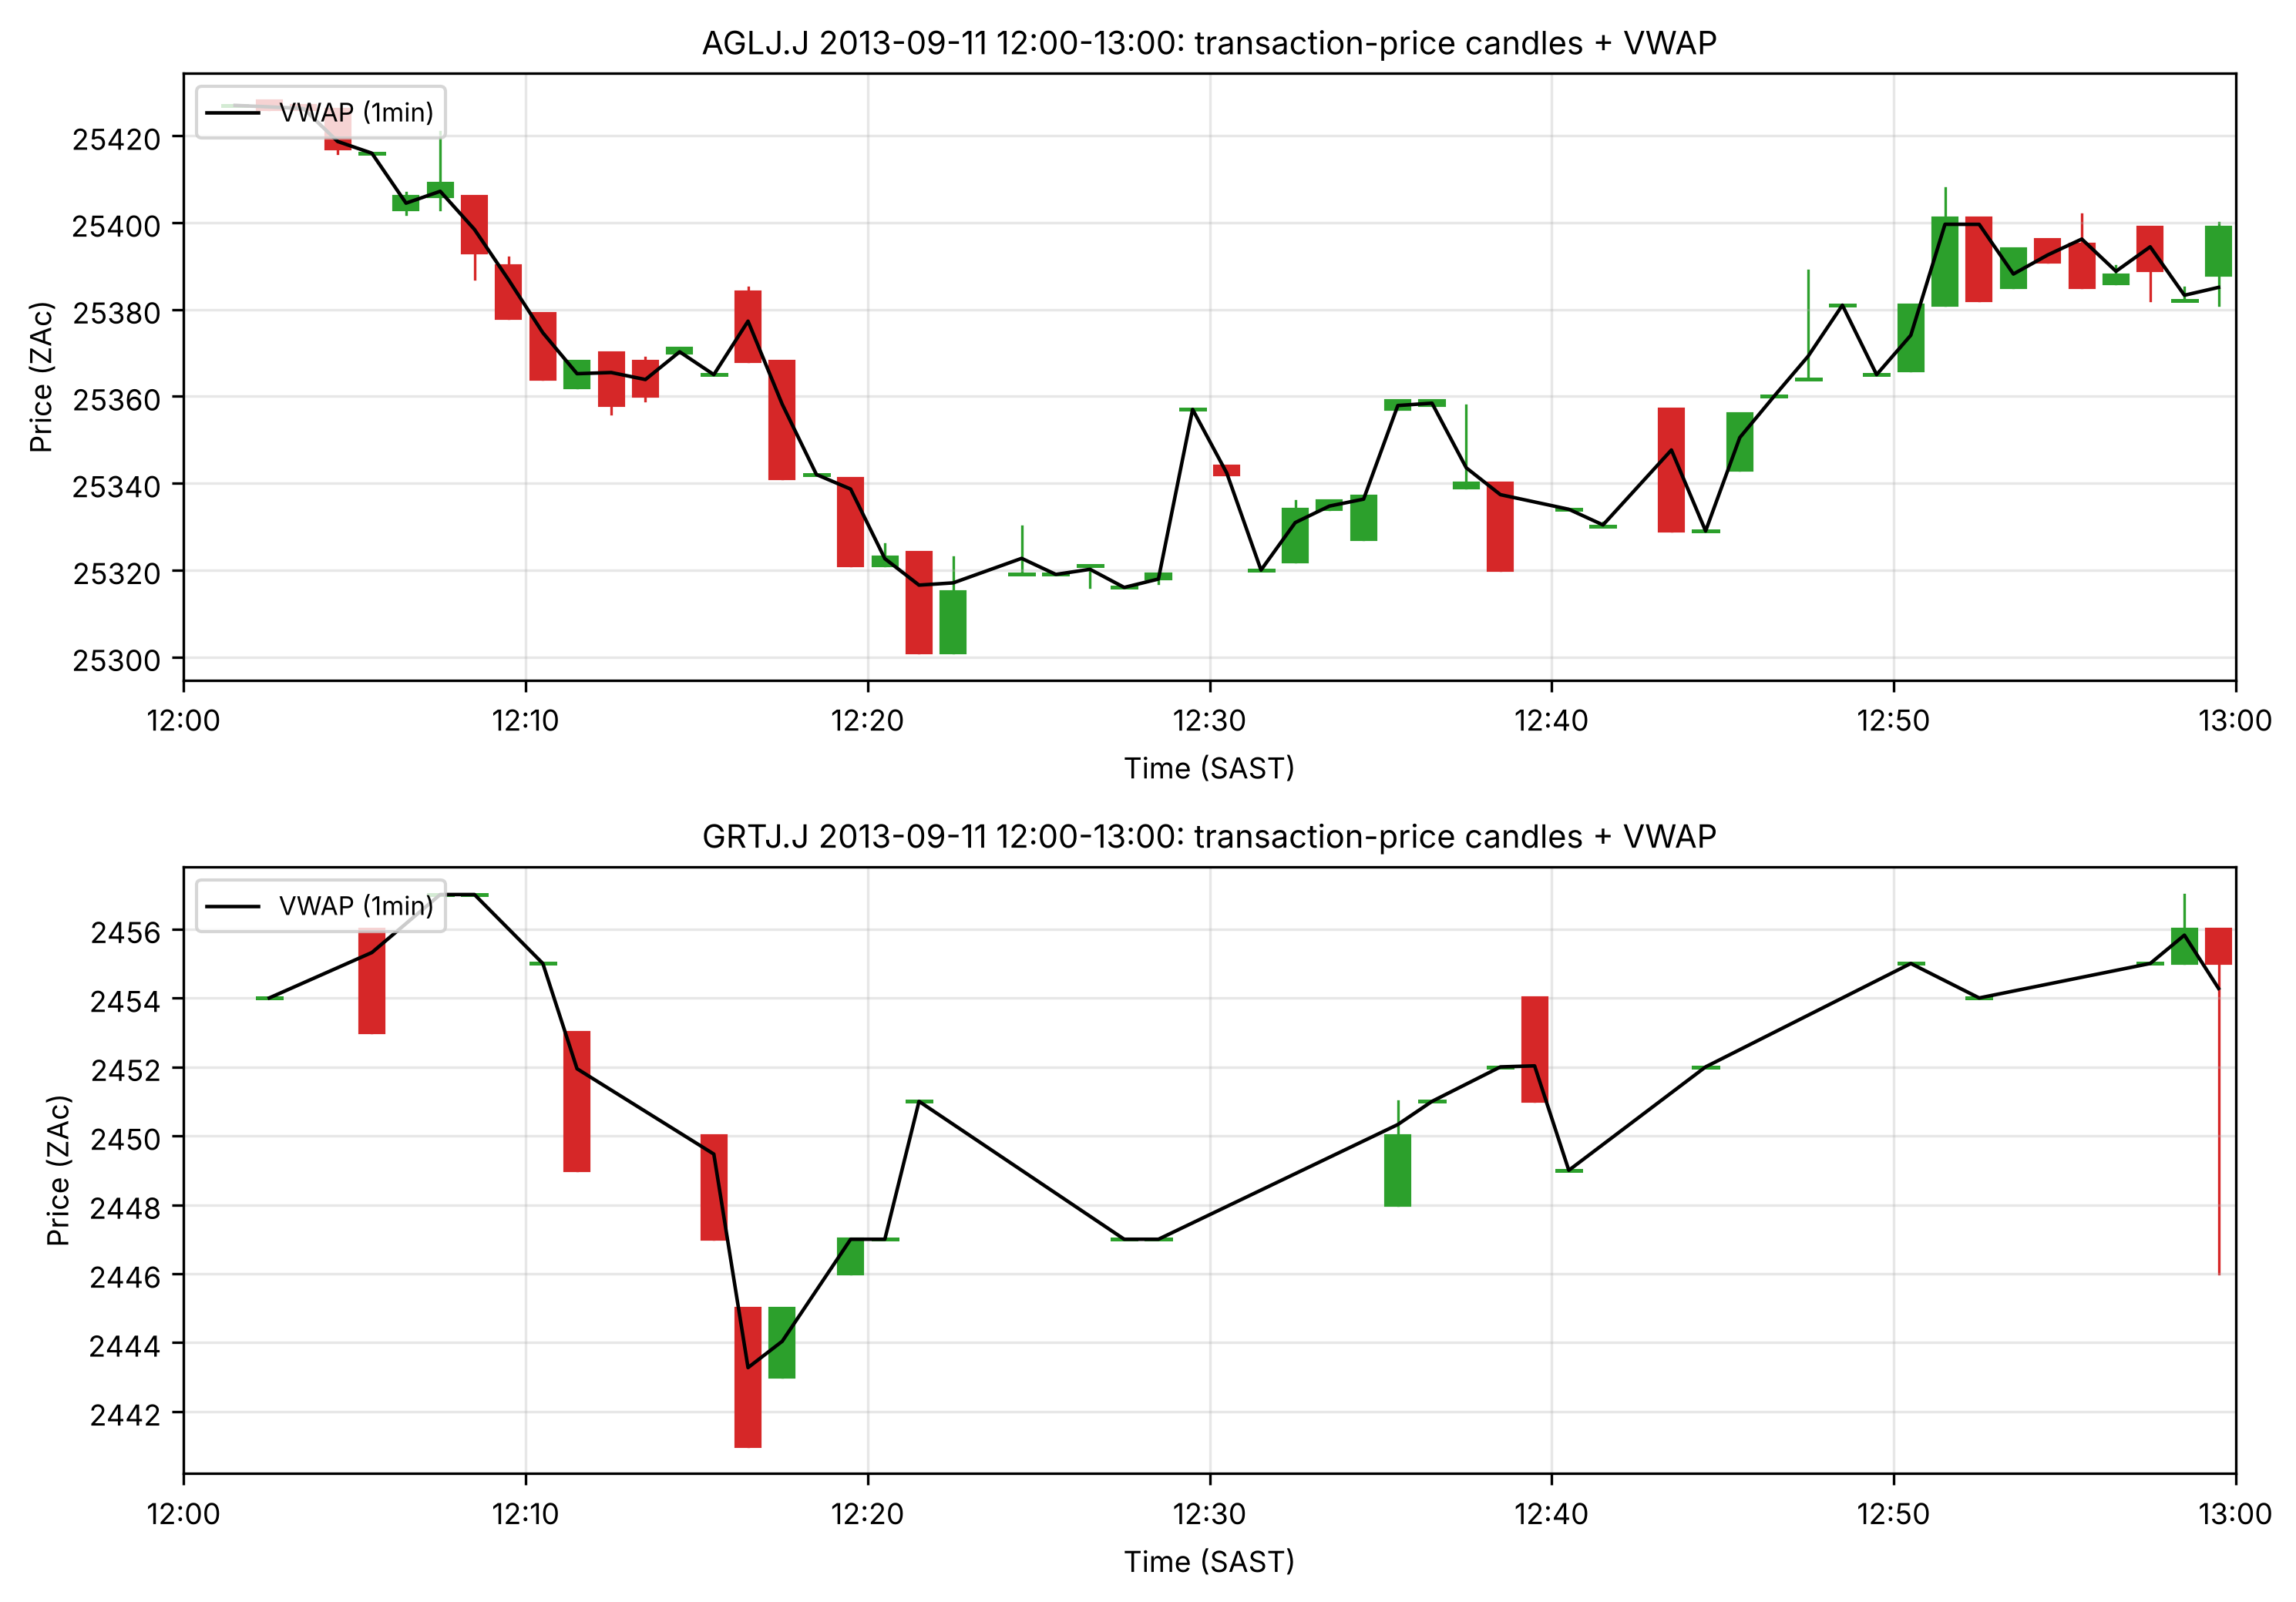 AGLJ.J 2013-09-11 12:00-13:00: transaction-price candles + VWAP
VWAP (1min)
Price (ZAc)
25420
25400
25380
25360
25340
25320
25300
12:00 12:10 12:20 12:30 12:40 12:50 13:00
Time (SAST)
GRTJ.J 2013-09-11 12:00-13:00: transaction-price candles + VWAP
VWAP (1min)
Price (ZAc)
2456
2454
2452
2450
2448
2446
2444
2442
12:00 12:10 12:20 12:30 12:40 12:50 13:00
Time (SAST)